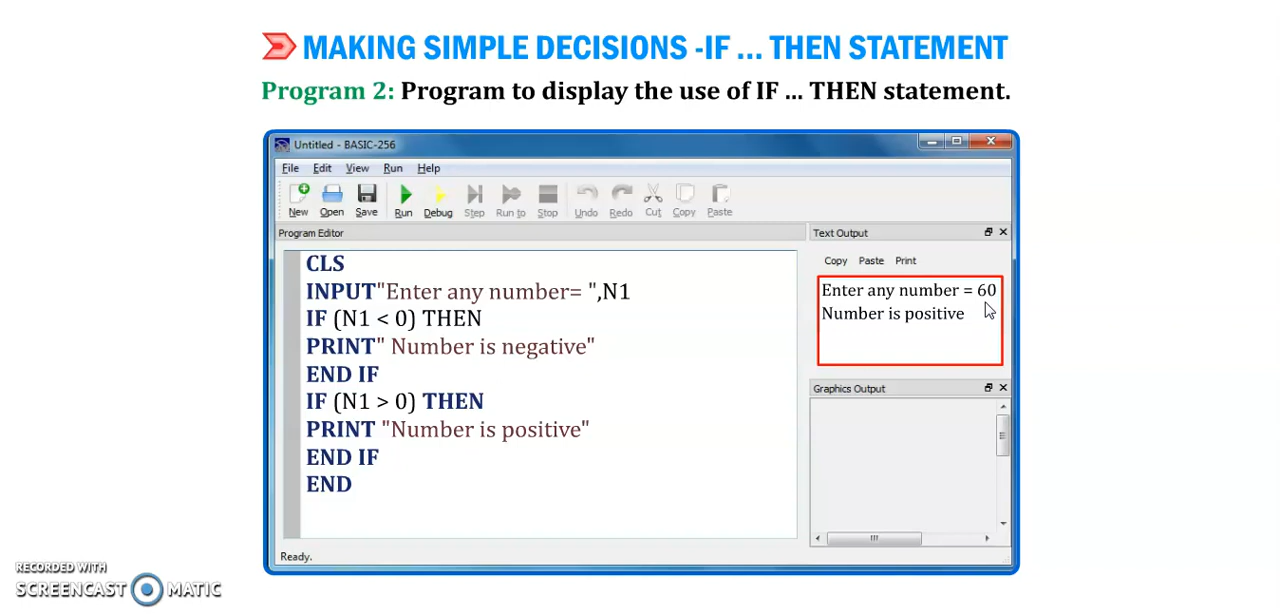 MAKING SIMPLE DECISIONS -IF ... THEN STATEMENT
Program 2: Program to display the use of IF ... THEN statement.
Untitled - BASIC-256
File Edit View Run Help
New Open Save Run Debug Step Run to Stop Undo Redo Cut Copy Paste
Program Editor
CLS
INPUT"Enter any number= ",N1
IF (N1 < 0) THEN
PRINT" Number is negative"
END IF
IF (N1 > 0) THEN
PRINT "Number is positive"
END IF
END
Text Output
Copy Paste Print
Enter any number = 60
Number is positive
Graphics Output
Ready.
RECORDED WITH
SCREENCAST MATIC